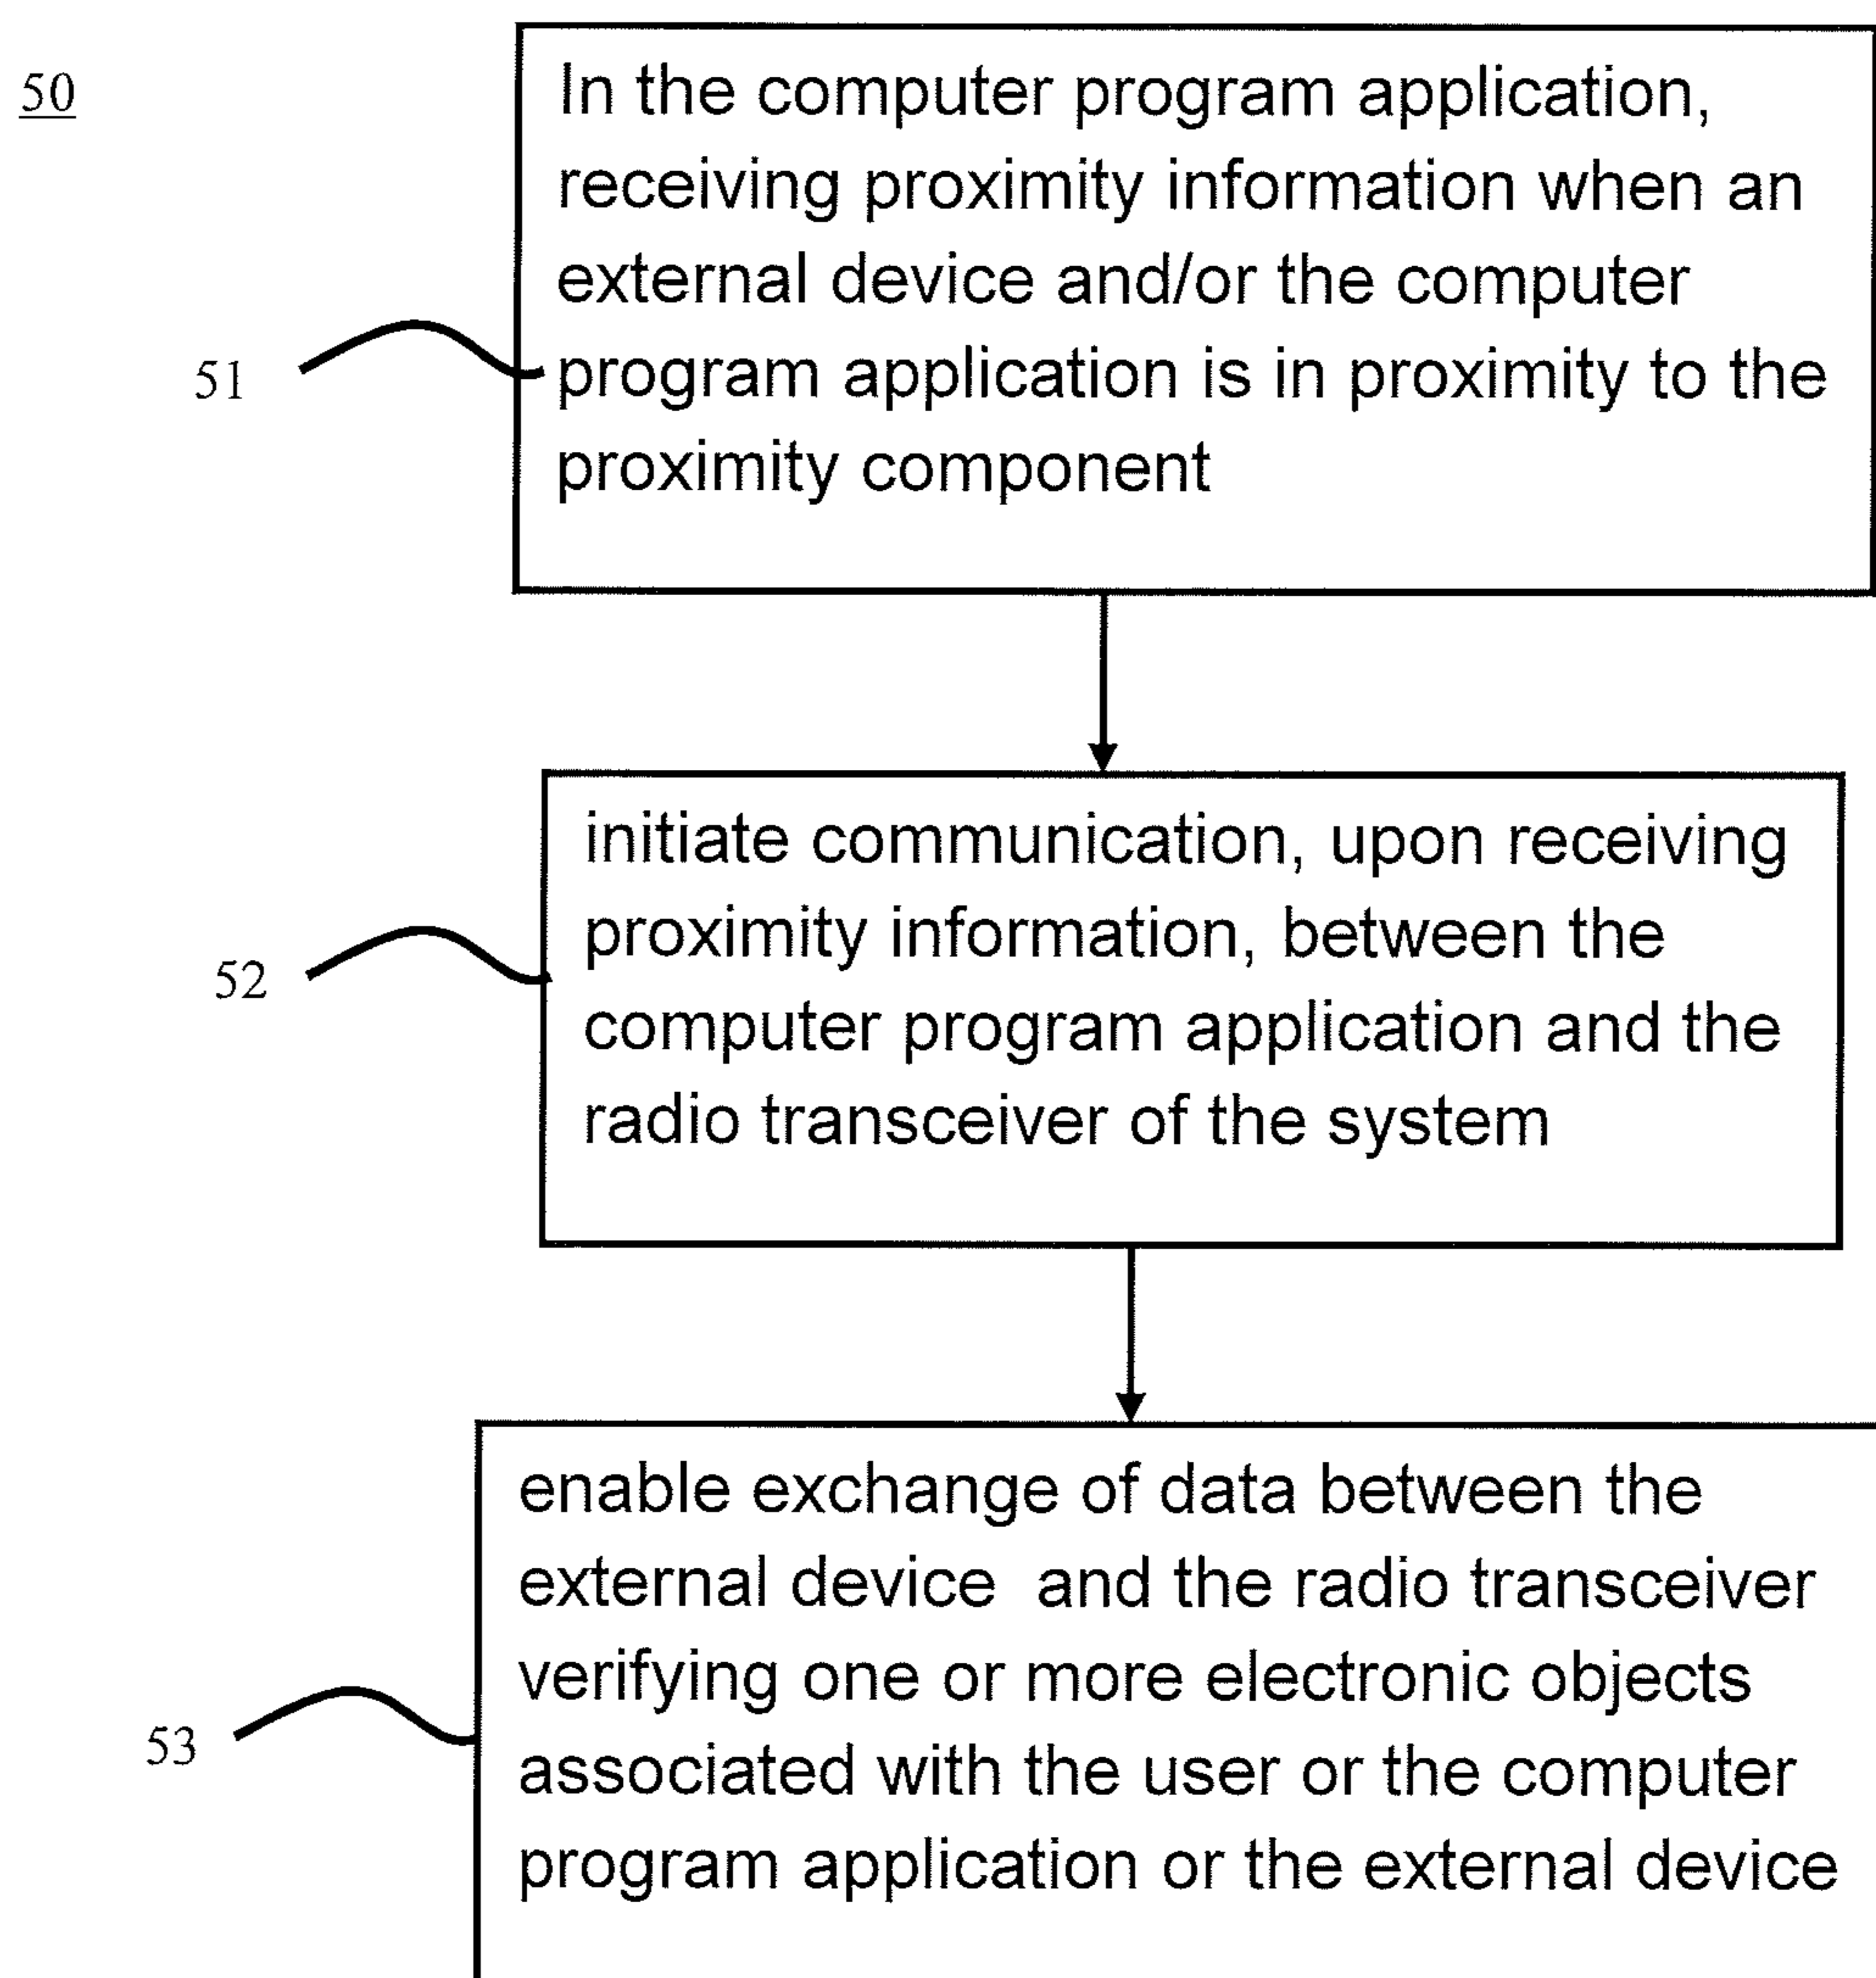 50
In the computer program application,
receiving proximity information when an
external device and/or the computer
program application is in proximity to the
proximity component
51
initiate communication, upon receiving
proximity information, between the
computer program application and the
radio transceiver of the system
52
enable exchange of data between the
external device and the radio transceiver
verifying one or more electronic objects
associated with the user or the computer
program application or the external device
53